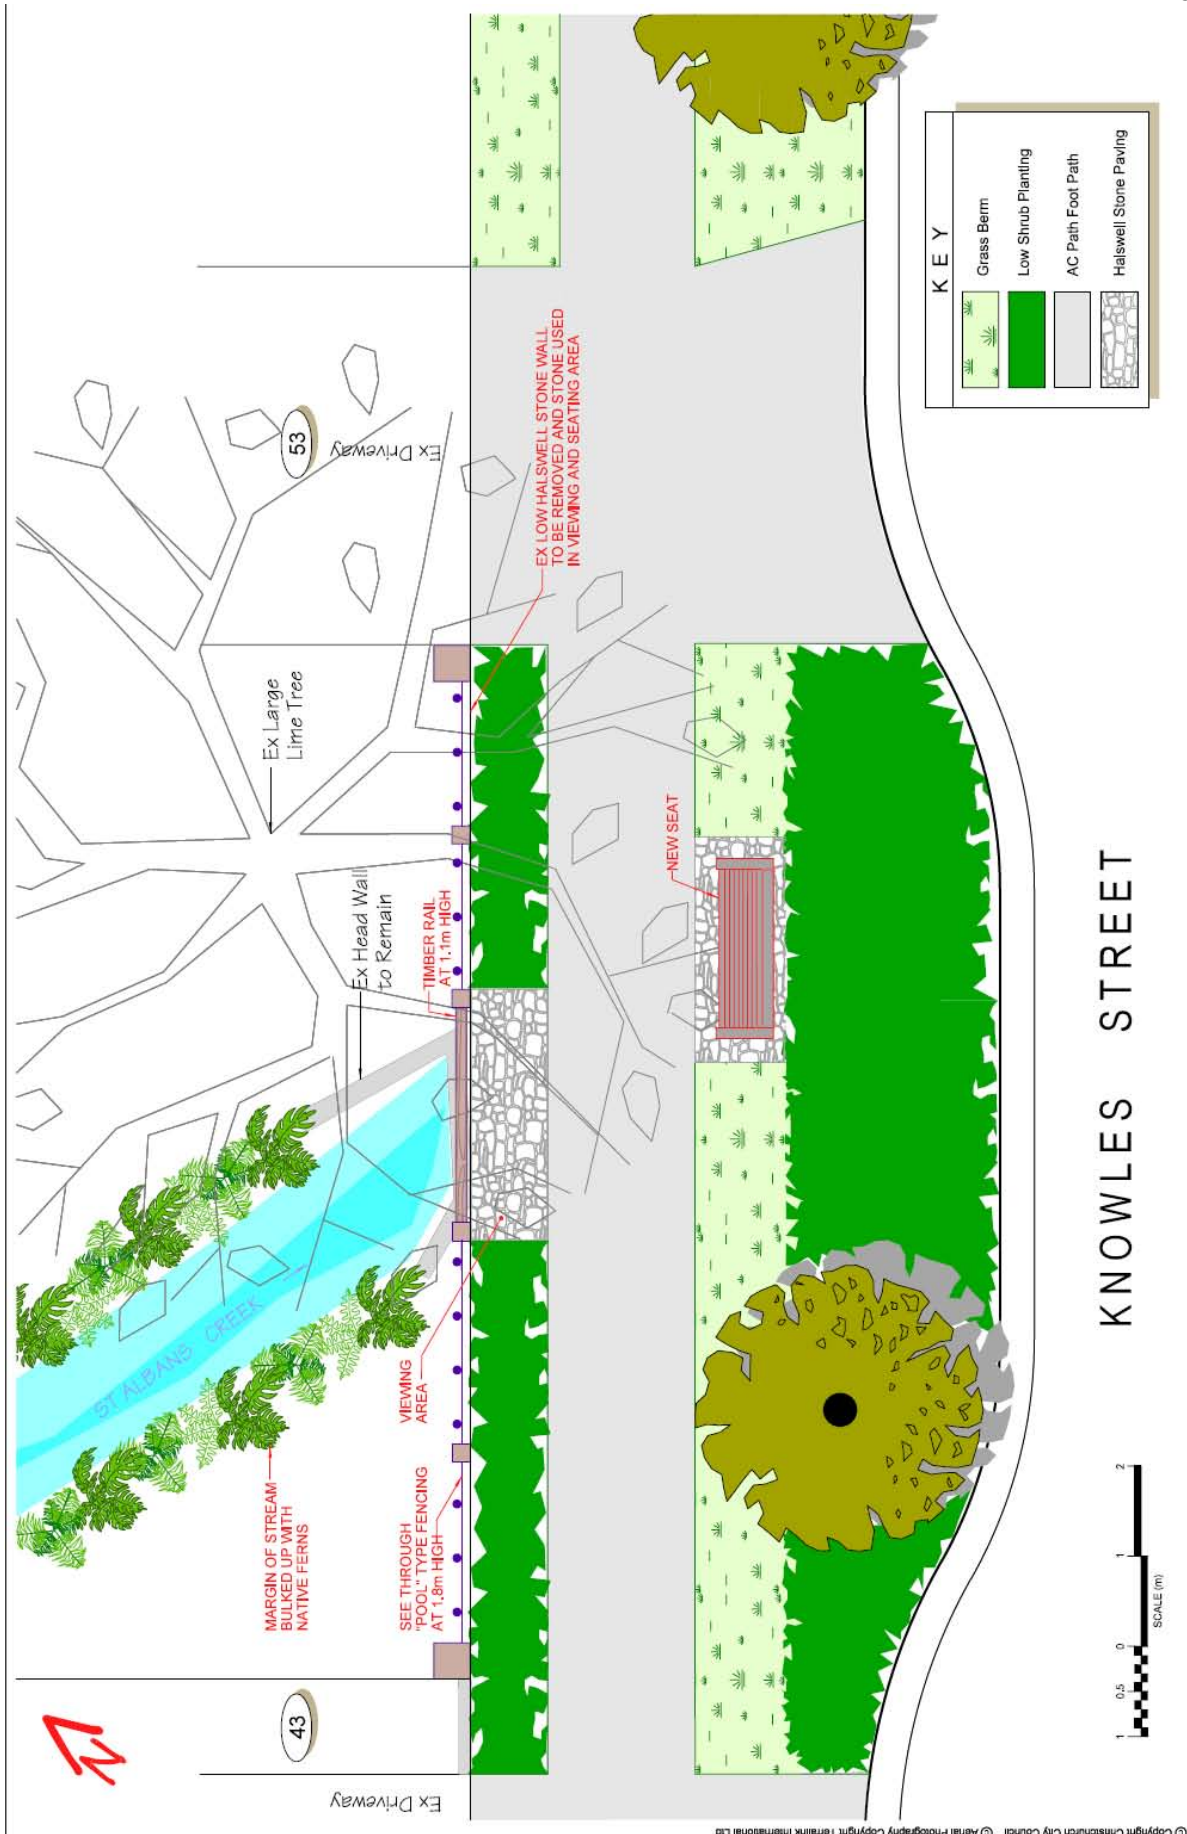 53
Ex Driveway
EX LOW HALSWELL STONE WALL
TO BE REMOVED AND STONE USED
IN VIEWING AND SEATING AREA
Ex Large
Lime Tree
Ex Head Wall
to Remain
TIMBER RAIL
AT 1.1m HIGH
NEW SEAT
ST ALBANS CREEK
VIEWING
AREA
MARGIN OF STREAM
BULKED UP WITH
NATIVE FERNS
SEE THROUGH
"POOL" TYPE FENCING
AT 1.8m HIGH
N
43
Ex Driveway
KEY
Grass Berm
Low Shrub Planting
AC Path Foot Path
Halswell Stone Paving
KNOWLES STREET
1 0.5 0 1 2
SCALE (m)
© Copyright Christchurch City Council © Aerial Photography Copyright Terralink International Ltd